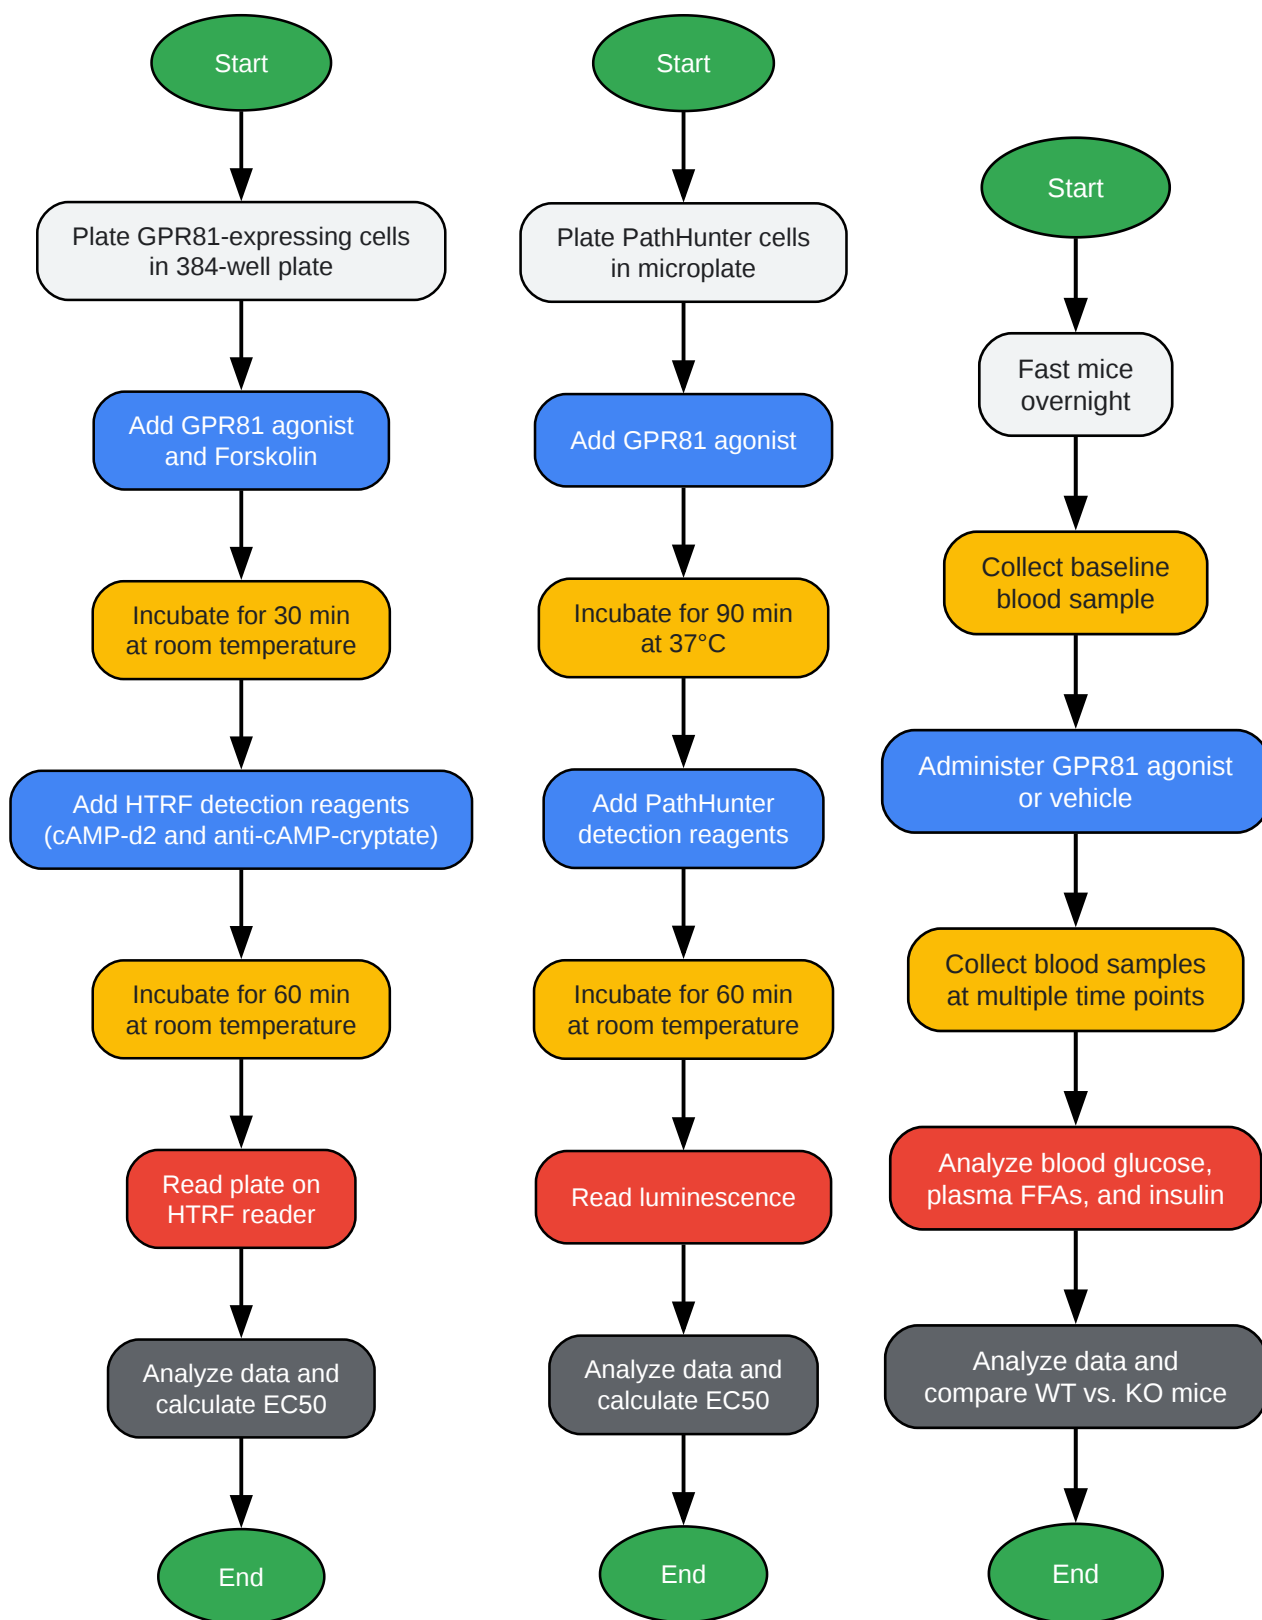 Start
Plate GPR81-expressing cells
in 384-well plate
Add GPR81 agonist
and Forskolin
Incubate for 30 min
at room temperature
Add HTRF detection reagents
(cAMP-d2 and anti-cAMP-cryptate)
Incubate for 60 min
at room temperature
Read plate on
HTRF reader
Analyze data and
calculate EC50
End
Start
Plate PathHunter cells
in microplate
Add GPR81 agonist
Incubate for 90 min
at 37°C
Add PathHunter
detection reagents
Incubate for 60 min
at room temperature
Read luminescence
Analyze data and
calculate EC50
End
Start
Fast mice
overnight
Collect baseline
blood sample
Administer GPR81 agonist
or vehicle
Collect blood samples
at multiple time points
Analyze blood glucose,
plasma FFAs, and insulin
Analyze data and
compare WT vs. KO mice
End